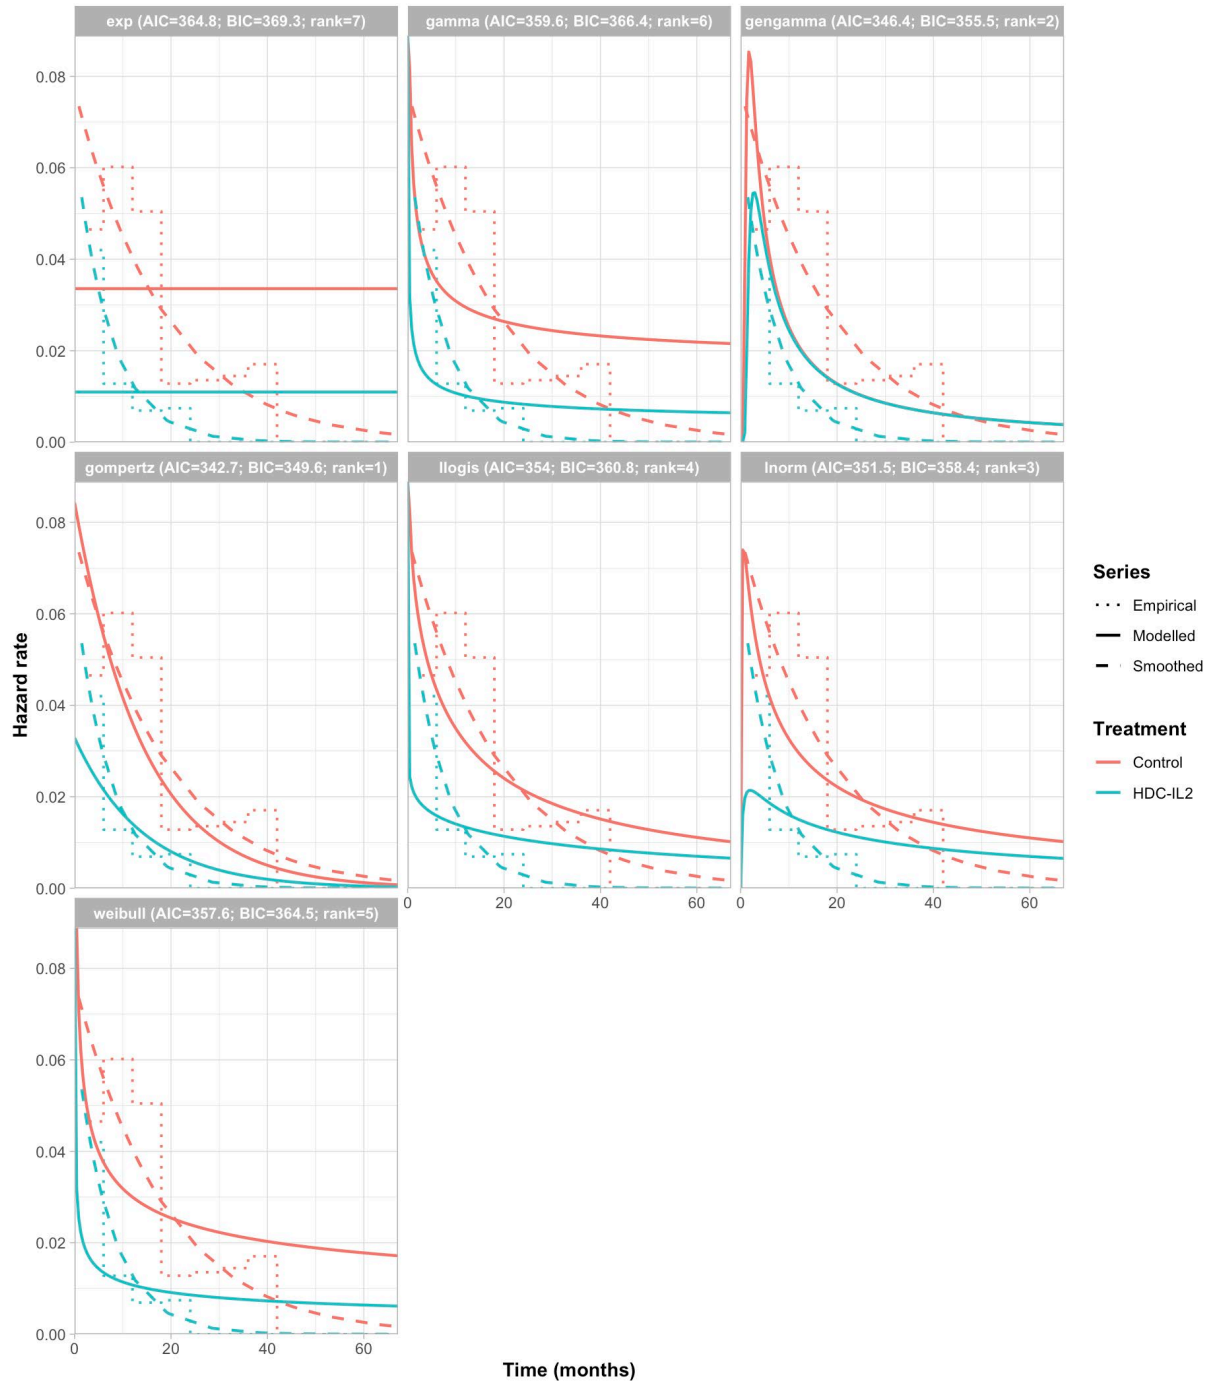 exp (AIC=364.8; BIC=369.3; rank=7)
gamma (AIC=359.6; BIC=366.4; rank=6)
gengamma (AIC=346.4; BIC=355.5; rank=2)
0.08
0.06
0.04
0.02
0.00
gompertz (AIC=342.7; BIC=349.6; rank=1)
llogis (AIC=354; BIC=360.8; rank=4)
lnorm (AIC=351.5; BIC=358.4; rank=3)
0.08
0.06
0.04
0.02
0.00
0 20 40 60
0 20 40 60
weibull (AIC=357.6; BIC=364.5; rank=5)
0.08
0.06
0.04
0.02
0.00
0 20 40 60
Time (months)
Hazard rate
Series
Empirical
Modelled
Smoothed
Treatment
Control
HDC-IL2